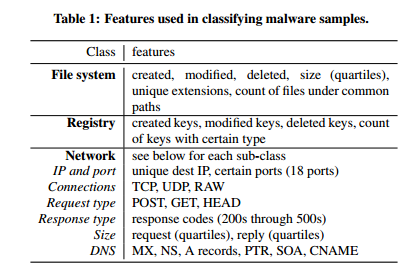 Table 1: Features used in classifying malware samples.
Class features
File system created, modified, deleted, size (quartiles),
unique extensions, count of files under common
paths
Registry created keys, modified keys, deleted keys, count
of keys with certain type
Network see below for each sub-class
IP and port unique dest IP, certain ports (18 ports)
Connections TCP, UDP, RAW
Request type POST, GET, HEAD
Response type response codes (200s through 500s)
Size request (quartiles), reply (quartiles)
DNS MX, NS, A records, PTR, SOA, CNAME